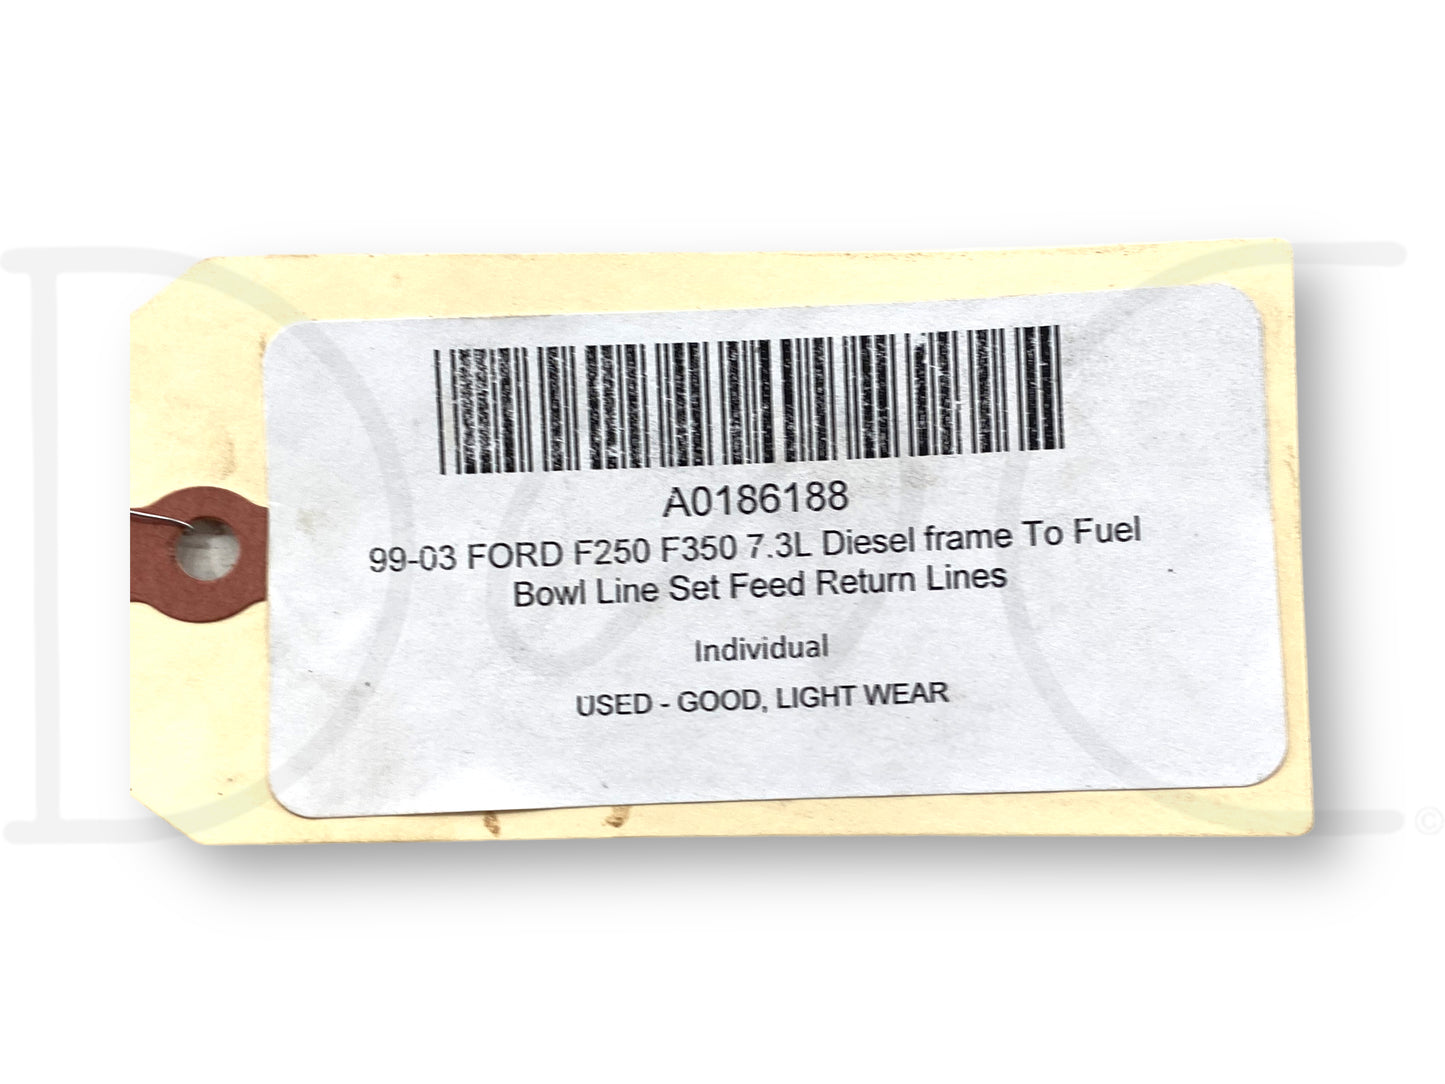 A0186188
99-03 FORD F250 F350 7.3L Diesel frame To Fuel
Bowl Line Set Feed Return Lines
Individual
USED - GOOD, LIGHT WEAR
©